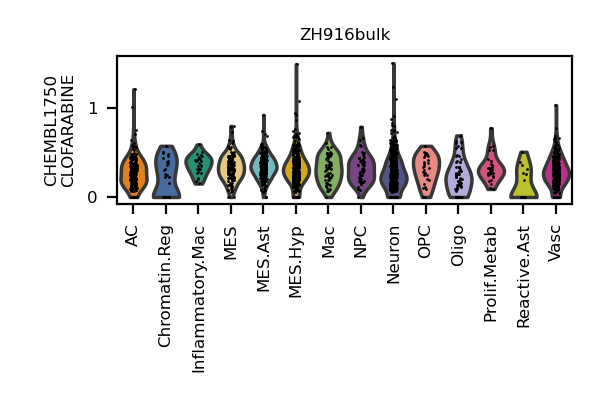 ZH916bulk
CHEMBL1750
CLOFARABINE
1
0
AC
Chromatin.Reg
Inflammatory.Mac
MES
MES.Ast
MES.Hyp
Mac
NPC
Neuron
OPC
Oligo
Prolif.Metab
Reactive.Ast
Vasc